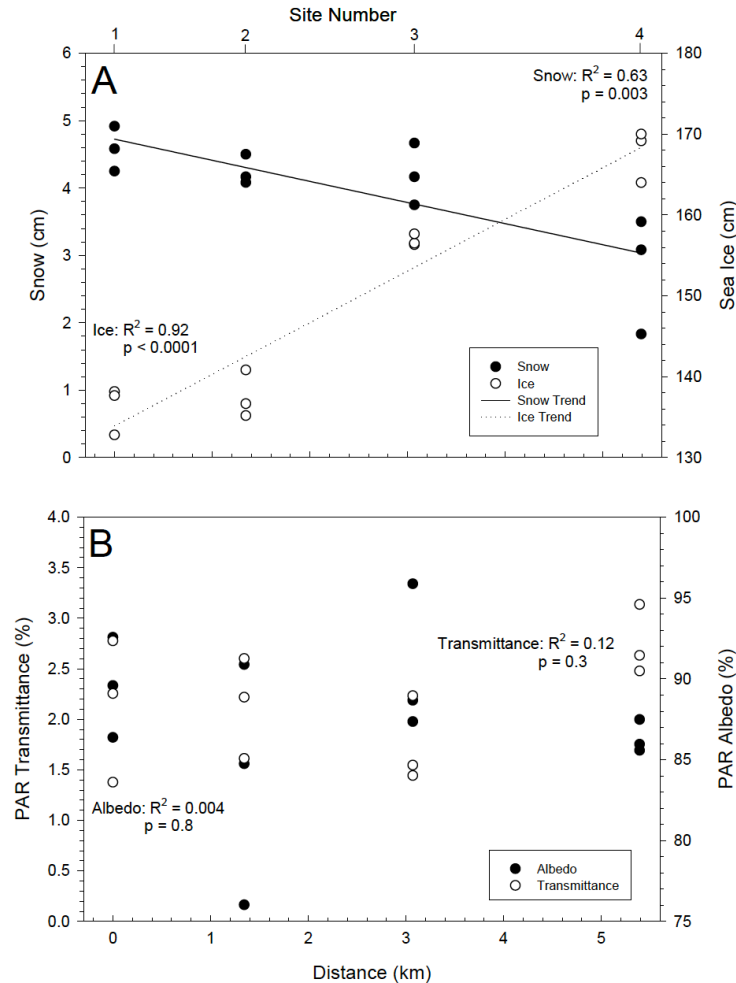 Site Number
1 2 3 4
A
6
5
4
3
2
1
0
Snow (cm)
180
170
160
150
140
130
Sea Ice (cm)
Snow: R² = 0.63
p = 0.003
Ice: R² = 0.92
p < 0.0001
Snow
Ice
Snow Trend
Ice Trend
B
4.0
3.5
3.0
2.5
2.0
1.5
1.0
0.5
0.0
PAR Transmittance (%)
100
95
90
85
80
75
PAR Albedo (%)
Transmittance: R² = 0.12
p = 0.3
Albedo: R² = 0.004
p = 0.8
Albedo
Transmittance
0 1 2 3 4 5
Distance (km)